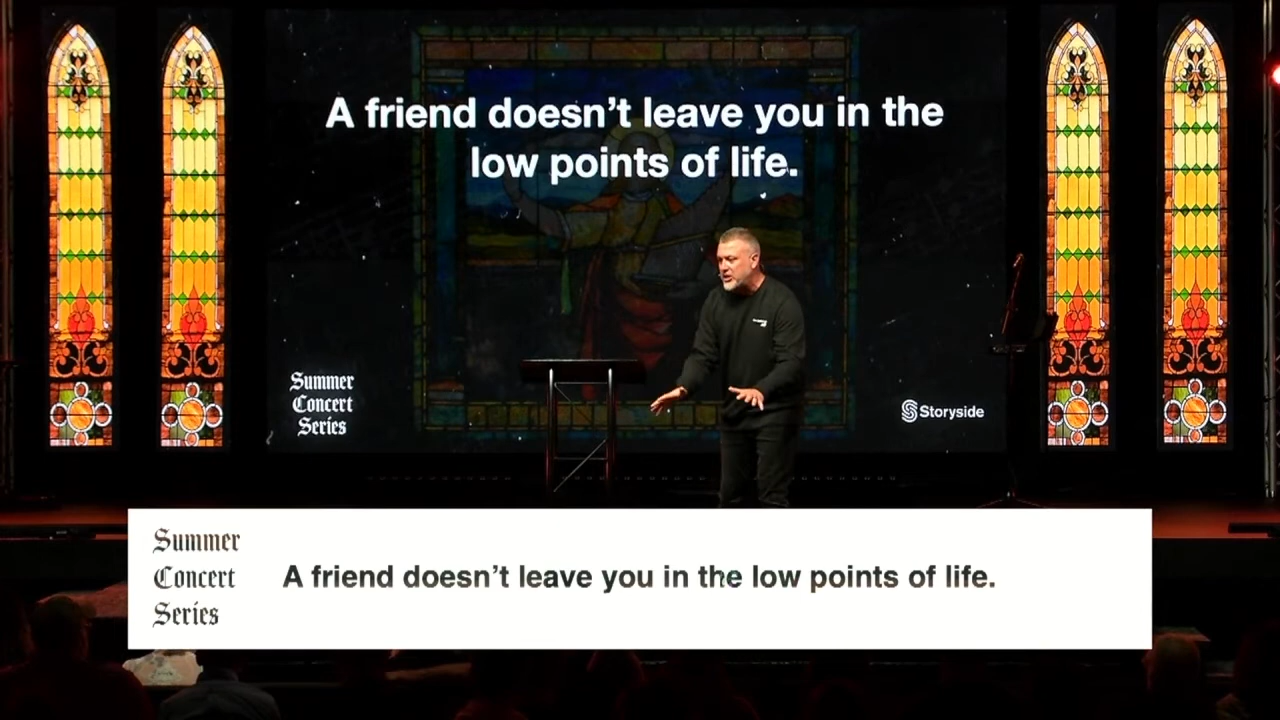 A friend doesn't leave you in the
low points of life.
Summer
Concert
Series
Storyside
Summer
Concert
Series
A friend doesn't leave you in the low points of life.